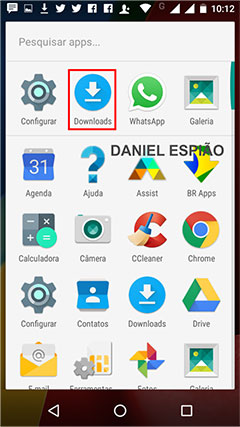 10:12
Pesquisar apps...
Configurar Downloads WhatsApp Galeria
DANIEL ESPIÃO
31
Agenda Ajuda Assist BR Apps
Calculadora Câmera CCleaner Chrome
Configurar Contatos Downloads Drive
E-mail Ferramentas Fotos Galeria